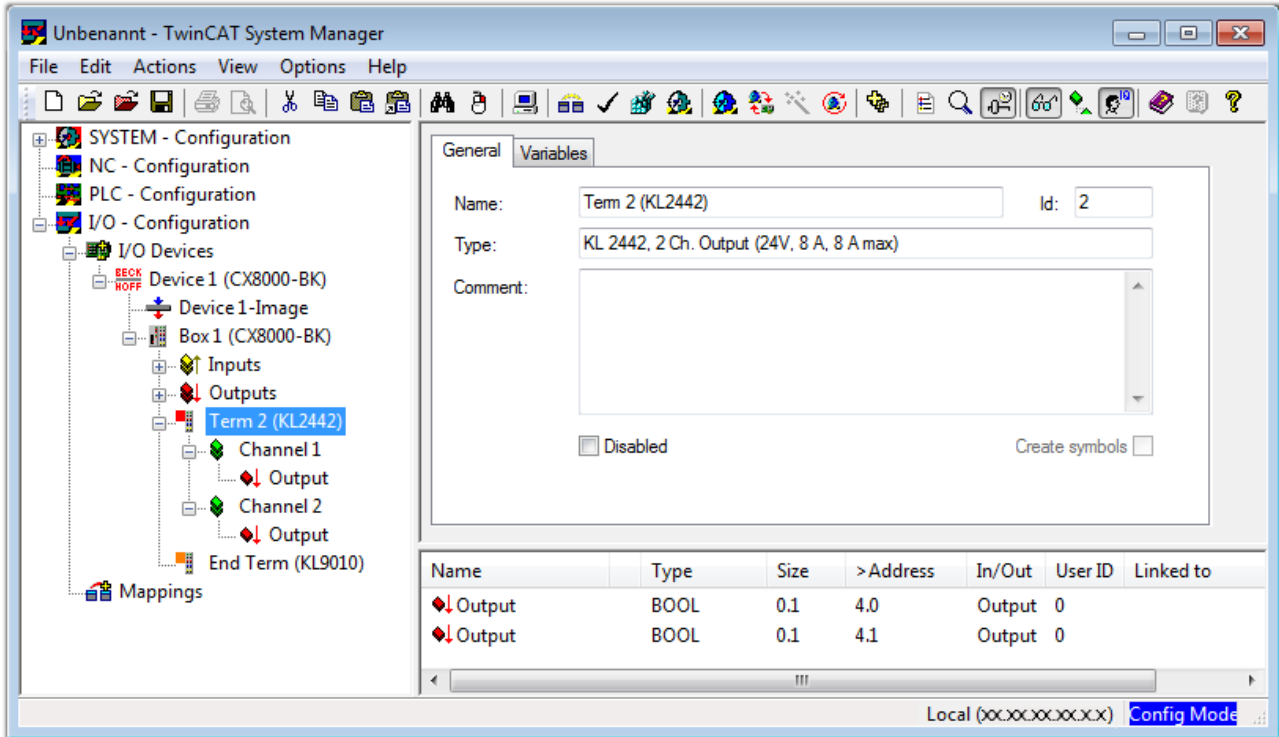 Unbenannt - TwinCAT System Manager
File Edit Actions View Options Help
SYSTEM - Configuration
NC - Configuration
PLC - Configuration
I/O - Configuration
I/O Devices
BECK
HOFF
Device 1 (CX8000-BK)
Device 1-Image
Box 1 (CX8000-BK)
Inputs
Outputs
Term 2 (KL2442)
Channel 1
Output
Channel 2
Output
End Term (KL9010)
Mappings
General Variables
Name: Term 2 (KL2442) Id: 2
Type: KL 2442, 2 Ch. Output (24V, 8 A, 8 A max)
Comment:
Disabled Create symbols
Name Type Size >Address In/Out User ID Linked to
Output BOOL 0.1 4.0 Output 0
Output BOOL 0.1 4.1 Output 0
Local (xx.xx.xx.xx.x.x) Config Mode